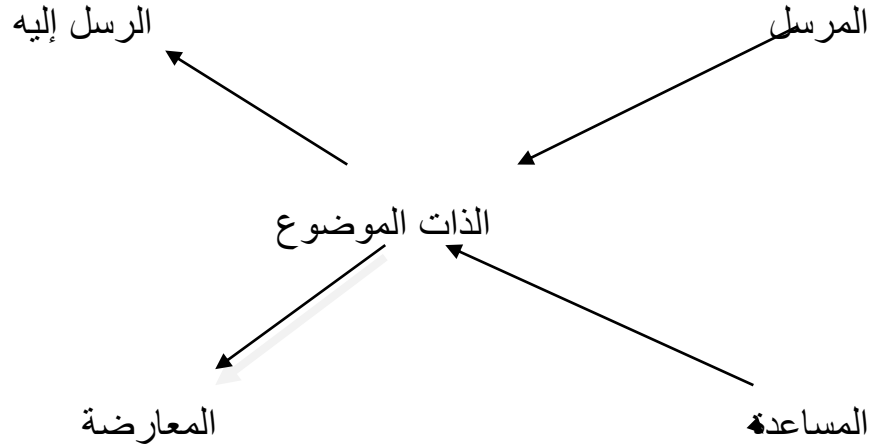 المرسل
الرسل إليه
الذات الموضوع
المساعدة
المعارضة